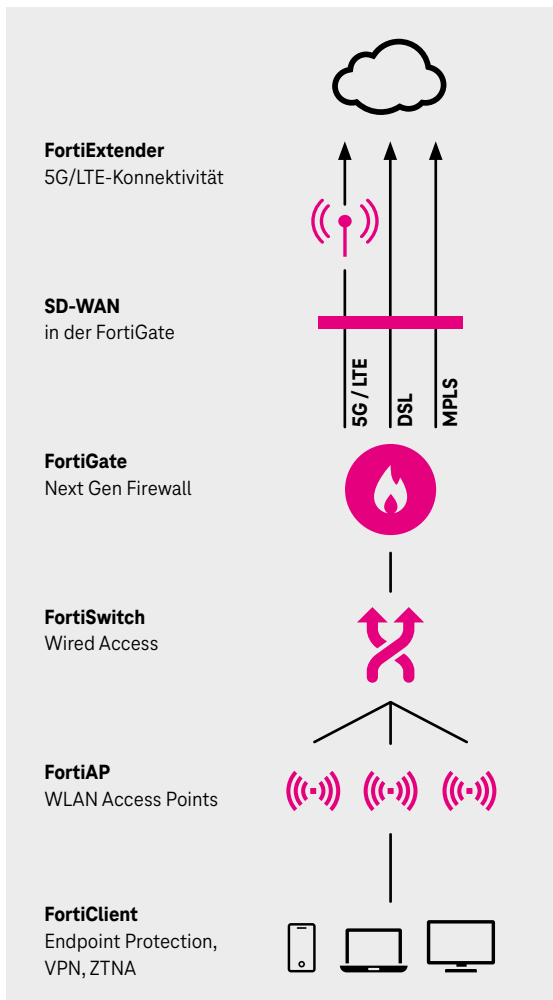 FortiExtender
5G/LTE-Konnektivität
SD-WAN
in der FortiGate
5G / LTE
DSL
MPLS
FortiGate
Next Gen Firewall
FortiSwitch
Wired Access
FortiAP
WLAN Access Points
FortiClient
Endpoint Protection,
VPN, ZTNA